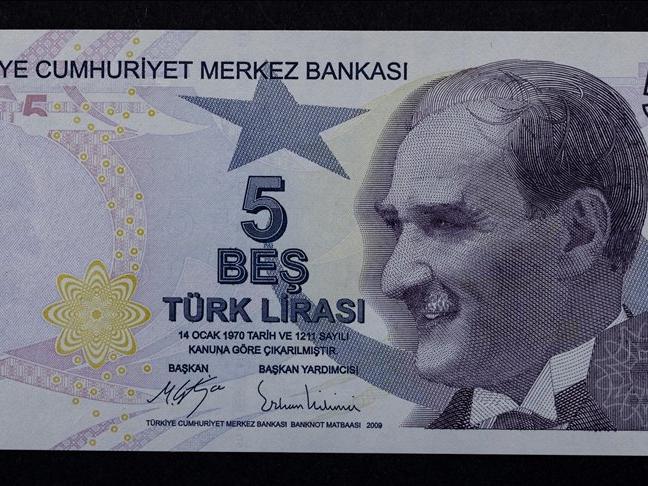 YE CUMHURİYET MERKEZ BANKASI
5
5
BEŞ
TÜRK LİRASI
14 OCAK 1970 TARİH VE 1211 SAYILI
KANUNA GÖRE ÇIKARILMIŞTIR.
BAŞKAN BAŞKAN YARDIMCISI
TÜRKİYE CUMHURİYET MERKEZ BANKASI BANKNOT MATBAASI 2009